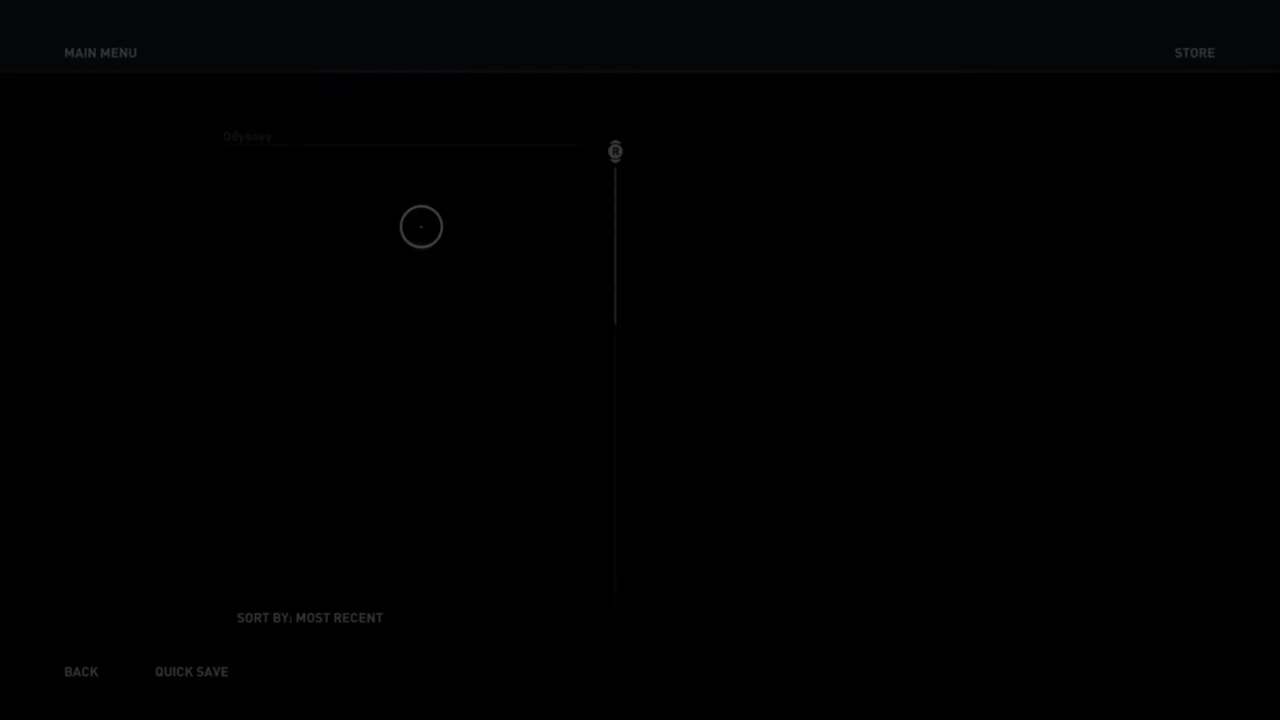 MAIN MENU
STORE
Odyssey
R
SORT BY: MOST RECENT
BACK
QUICK SAVE